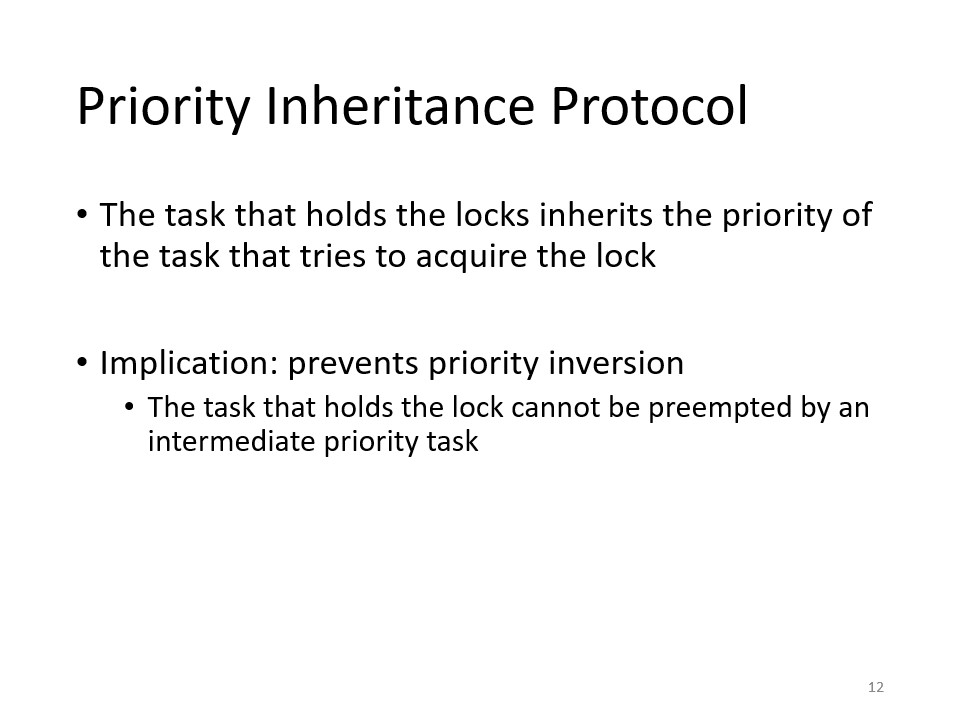 Priority Inheritance Protocol
• The task that holds the locks inherits the priority of
the task that tries to acquire the lock
• Implication: prevents priority inversion
• The task that holds the lock cannot be preempted by an
intermediate priority task
12